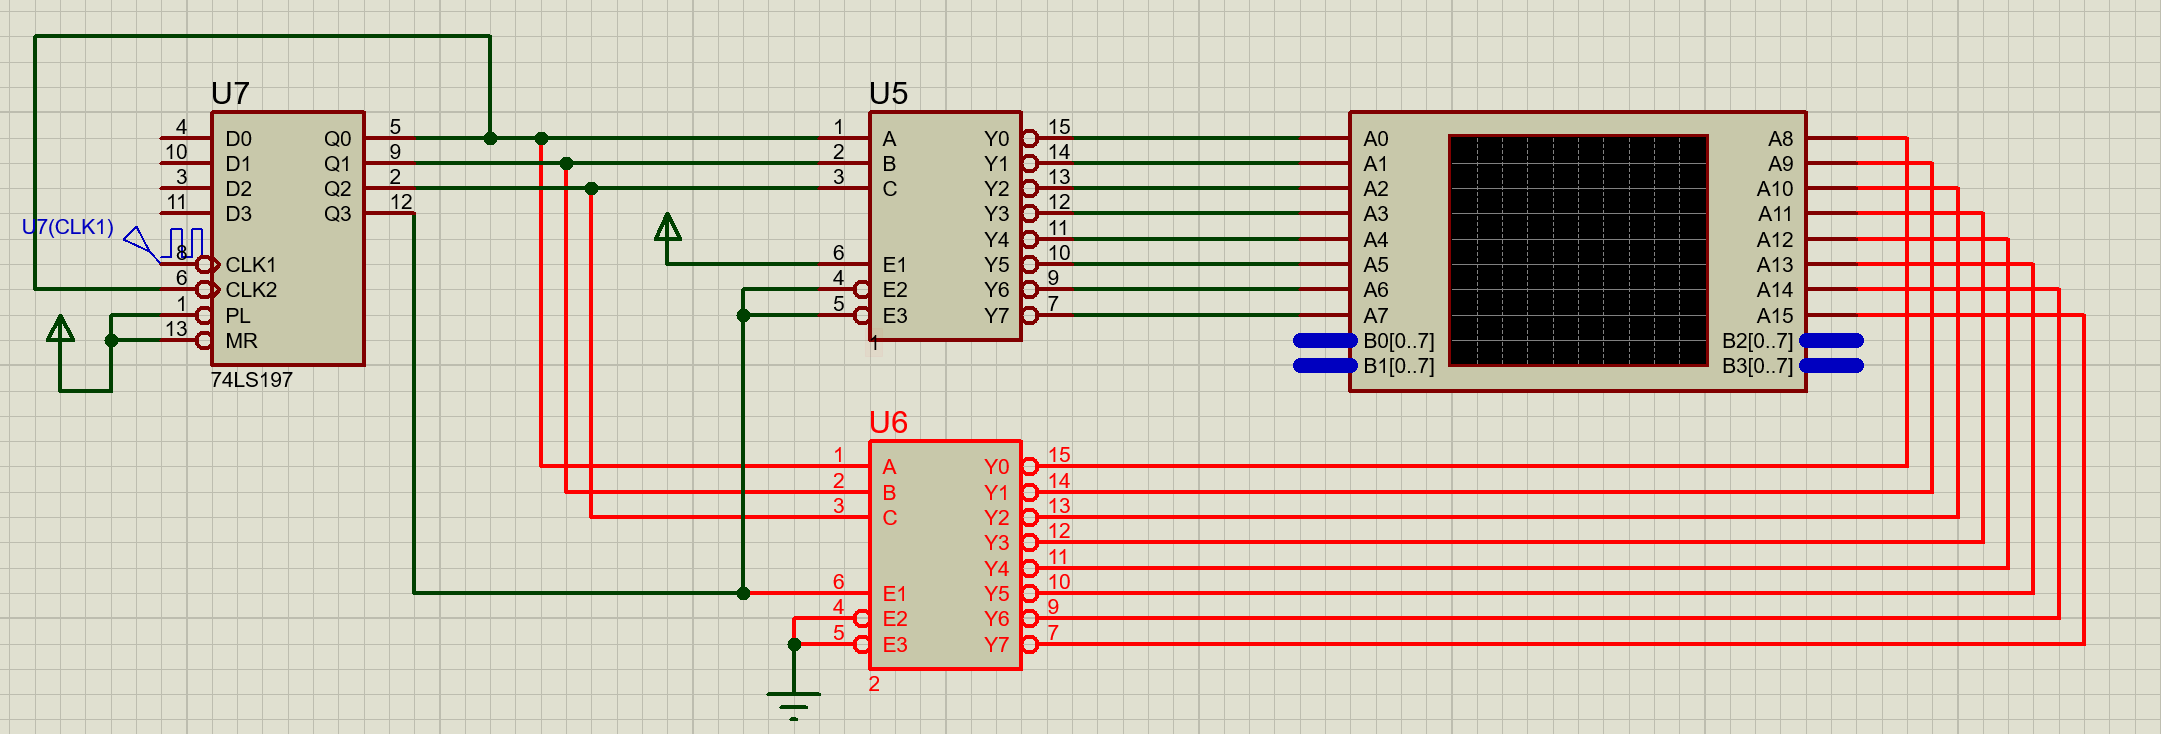 U7
4 D0 Q0 5
10 D1 Q1 9
3 D2 Q2 2
11 D3 Q3 12
U7(CLK1)
8 CLK1
6 CLK2
1 PL
13 MR
74LS197
U5
1 A Y0 15
2 B Y1 14
3 C Y2 13
Y3 12
Y4 11
6 E1 Y5 10
4 E2 Y6 9
5 E3 Y7 7
1
A0 A8
A1 A9
A2 A10
A3 A11
A4 A12
A5 A13
A6 A14
A7 A15
B0[0..7] B2[0..7]
B1[0..7] B3[0..7]
U6
1 A Y0 15
2 B Y1 14
3 C Y2 13
Y3 12
Y4 11
6 E1 Y5 10
4 E2 Y6 9
5 E3 Y7 7
2